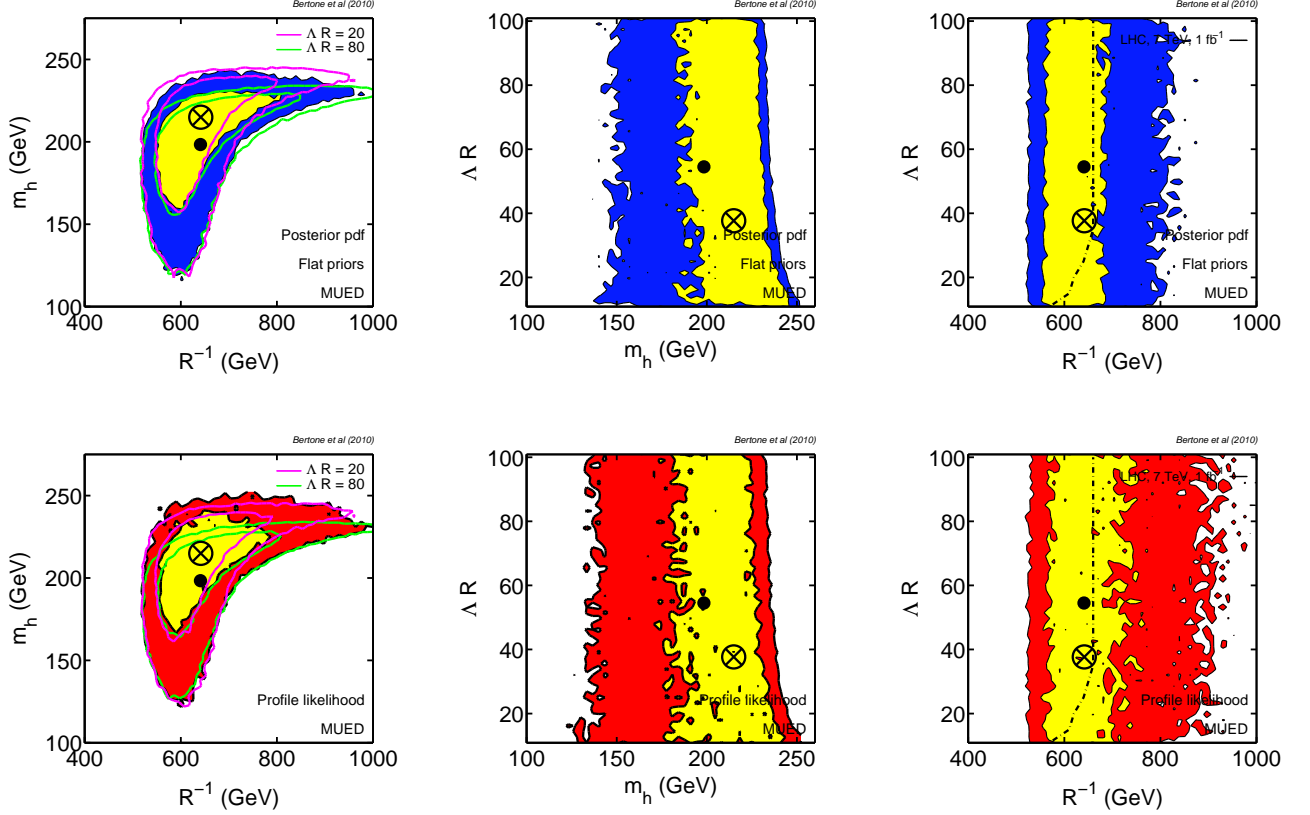 Bertone et al (2010)
Λ R = 20
Λ R = 80
250
200
150
100
m_h (GeV)
Posterior pdf
Flat priors
MUED
400 600 800 1000
R⁻¹ (GeV)
Bertone et al (2010)
100
80
60
40
20
Λ R
Posterior pdf
Flat priors
MUED
100 150 200 250
m_h (GeV)
Bertone et al (2010)
100
80
60
40
20
Λ R
LHC, 7 TeV, 1 fb⁻¹
Posterior pdf
Flat priors
MUED
400 600 800 1000
R⁻¹ (GeV)
Bertone et al (2010)
Λ R = 20
Λ R = 80
250
200
150
100
m_h (GeV)
Profile likelihood
MUED
400 600 800 1000
R⁻¹ (GeV)
Bertone et al (2010)
100
80
60
40
20
Λ R
Profile likelihood
MUED
100 150 200 250
m_h (GeV)
Bertone et al (2010)
100
80
60
40
20
Λ R
LHC, 7 TeV, 1 fb⁻¹
Profile likelihood
MUED
400 600 800 1000
R⁻¹ (GeV)